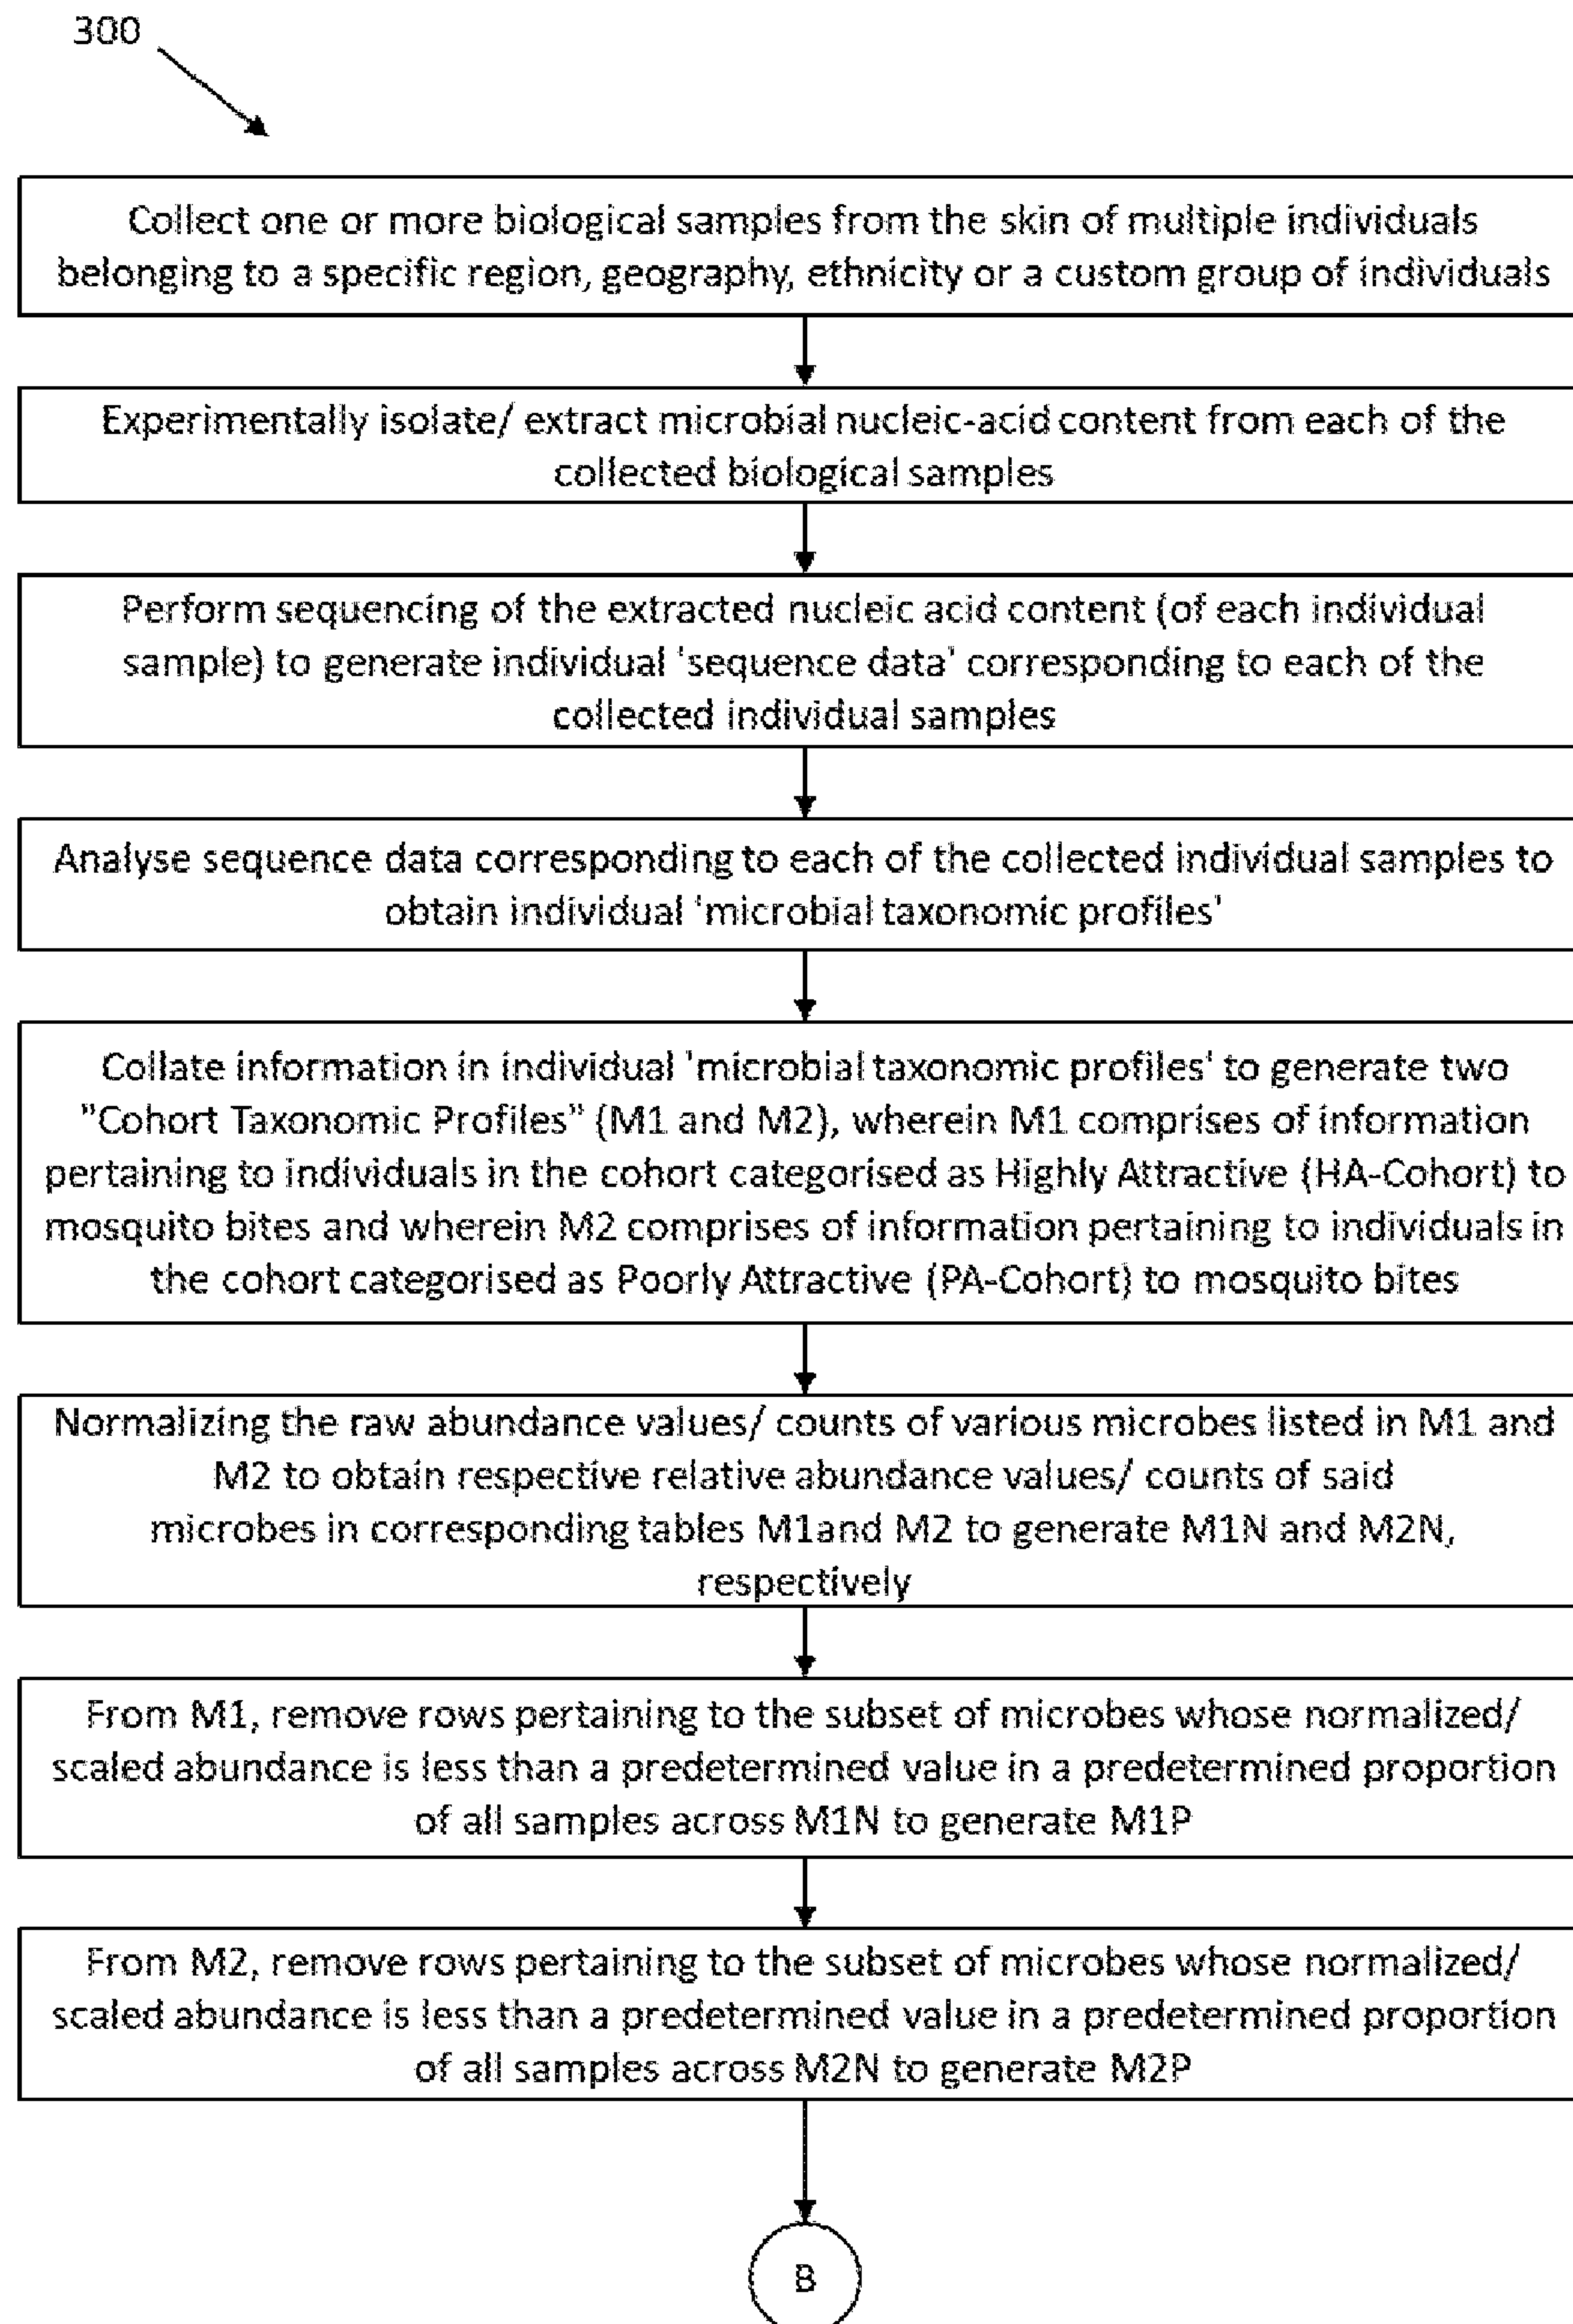 300
Collect one or more biological samples from the skin of multiple individuals
belonging to a specific region, geography, ethnicity or a custom group of individuals
Experimentally isolate/ extract microbial nucleic-acid content from each of the
collected biological samples
Perform sequencing of the extracted nucleic acid content (of each individual
sample) to generate individual 'sequence data' corresponding to each of the
collected individual samples
Analyse sequence data corresponding to each of the collected individual samples to
obtain individual 'microbial taxonomic profiles'
Collate information in individual 'microbial taxonomic profiles' to generate two
"Cohort Taxonomic Profiles" (M1 and M2), wherein M1 comprises of information
pertaining to individuals in the cohort categorised as Highly Attractive (HA-Cohort) to
mosquito bites and wherein M2 comprises of information pertaining to individuals in
the cohort categorised as Poorly Attractive (PA-Cohort) to mosquito bites
Normalizing the raw abundance values/ counts of various microbes listed in M1 and
M2 to obtain respective relative abundance values/ counts of said
microbes in corresponding tables M1and M2 to generate M1N and M2N,
respectively
From M1, remove rows pertaining to the subset of microbes whose normalized/
scaled abundance is less than a predetermined value in a predetermined proportion
of all samples across M1N to generate M1P
From M2, remove rows pertaining to the subset of microbes whose normalized/
scaled abundance is less than a predetermined value in a predetermined proportion
of all samples across M2N to generate M2P
B